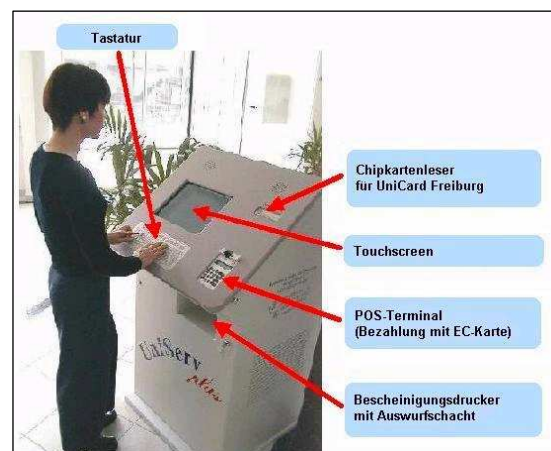 Tastatur
Chipkartenleser
für UniCard Freiburg
Touchscreen
POS-Terminal
(Bezahlung mit EC-Karte)
Bescheinigungsdrucker
mit Auswurfschacht
UniServ
plus